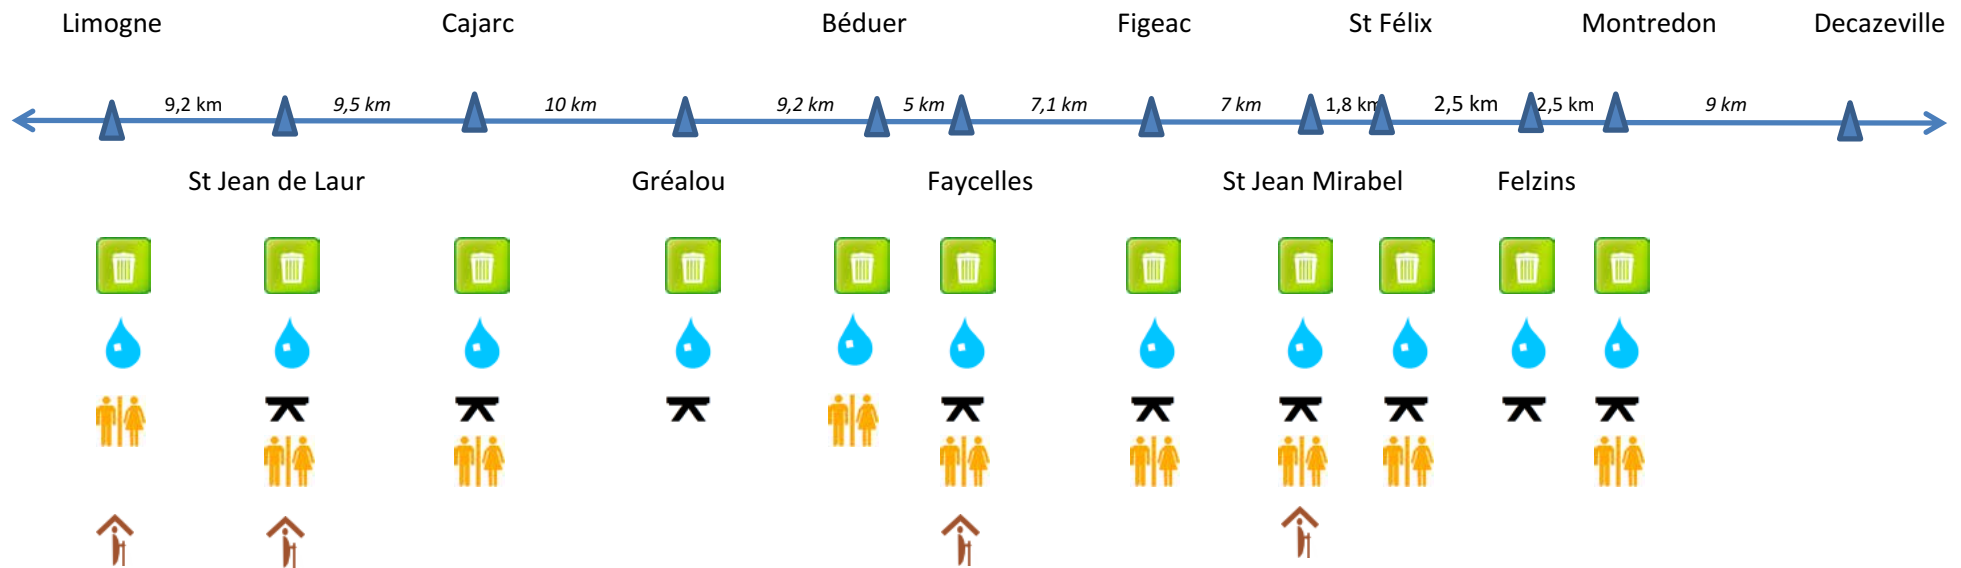 Limogne Cajarc Béduer Figeac St Félix Montredon Decazeville
9,2 km 9,5 km 10 km 9,2 km 5 km 7,1 km 7 km 1,8 km 2,5 km 2,5 km 9 km
St Jean de Laur Gréalou Faycelles St Jean Mirabel Felzins